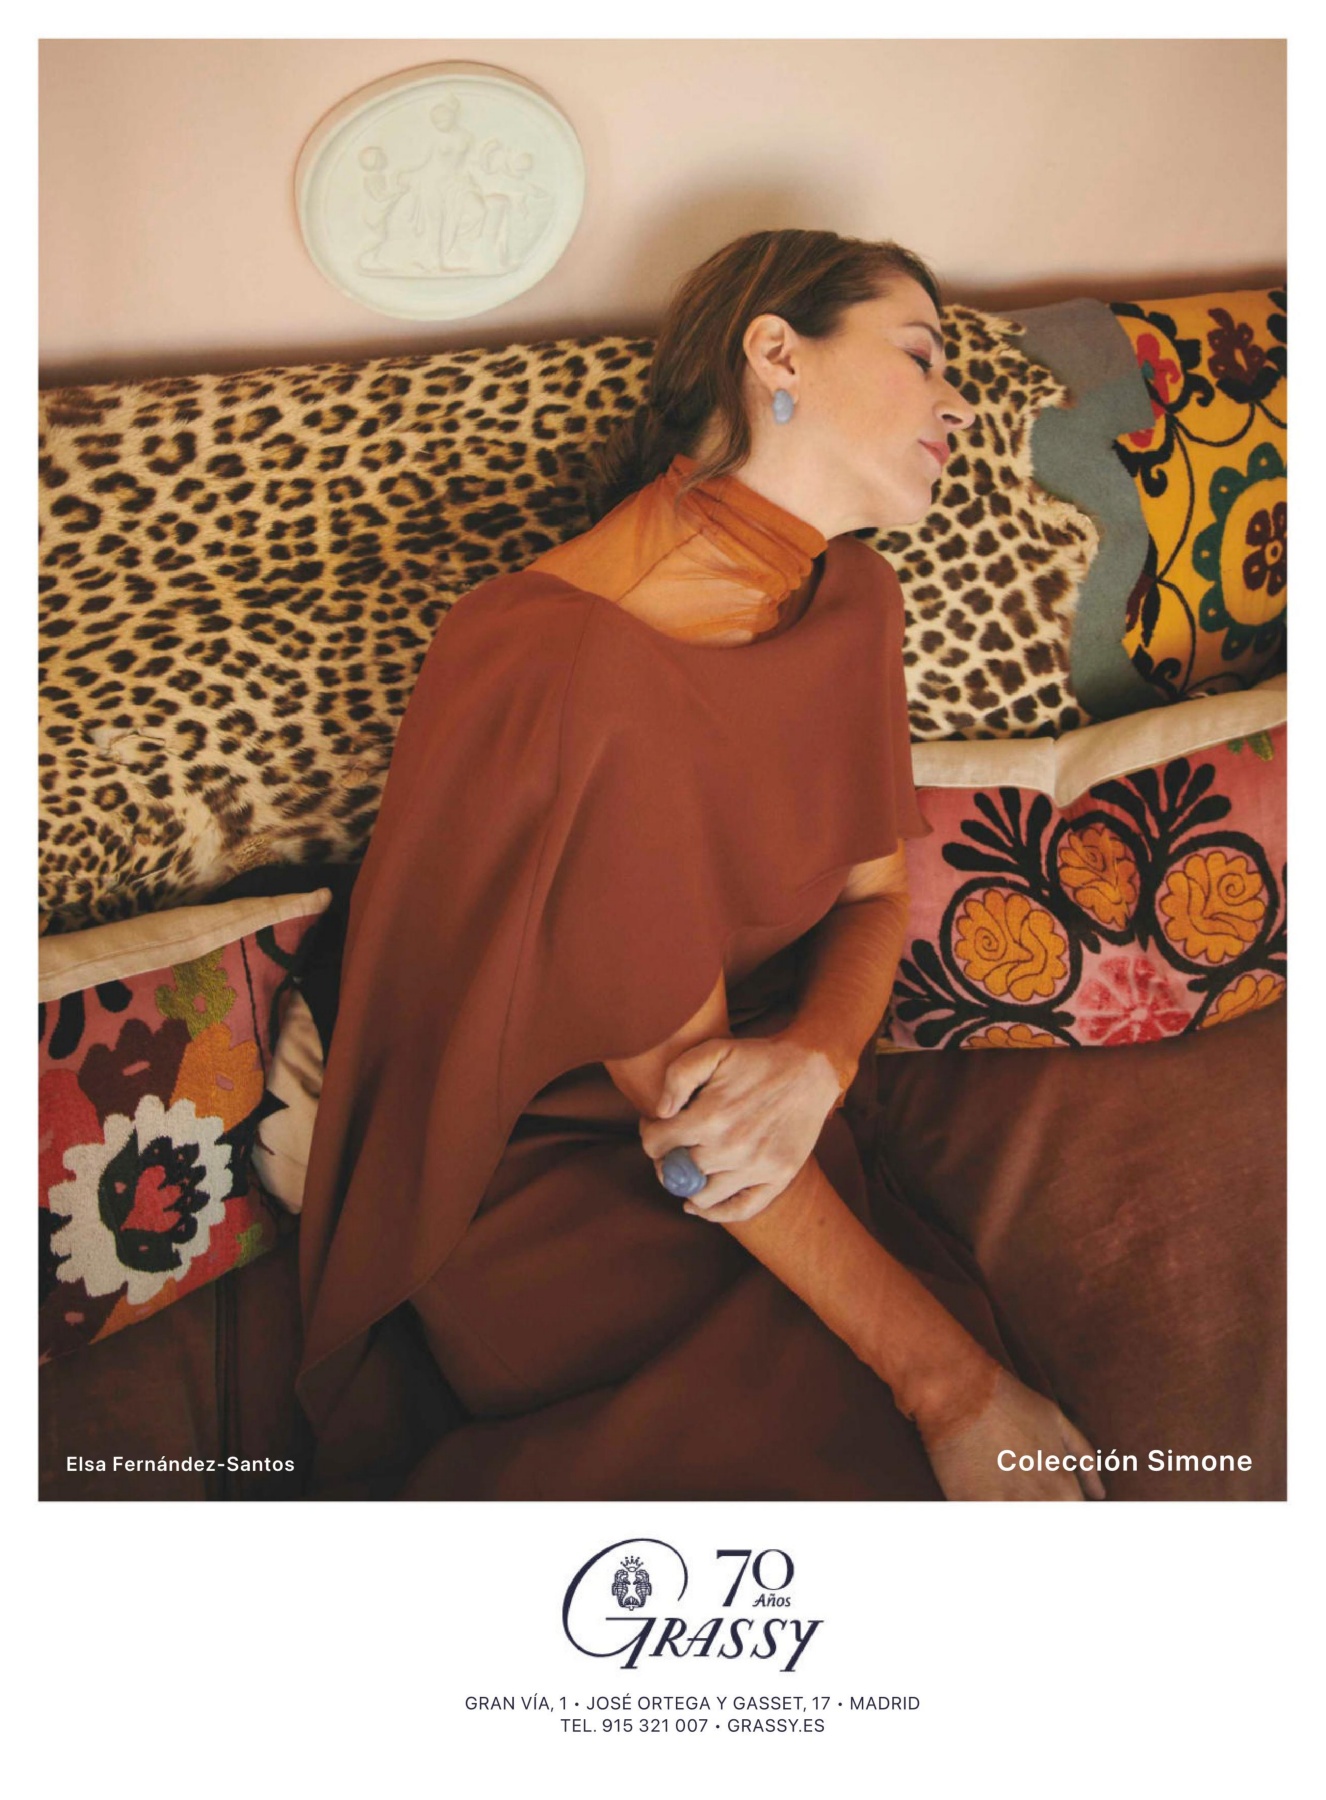 Elsa Fernández-Santos
Colección Simone
70
Años
GRASSY
GRAN VÍA, 1 • JOSÉ ORTEGA Y GASSET, 17 • MADRID
TEL. 915 321 007 • GRASSY.ES